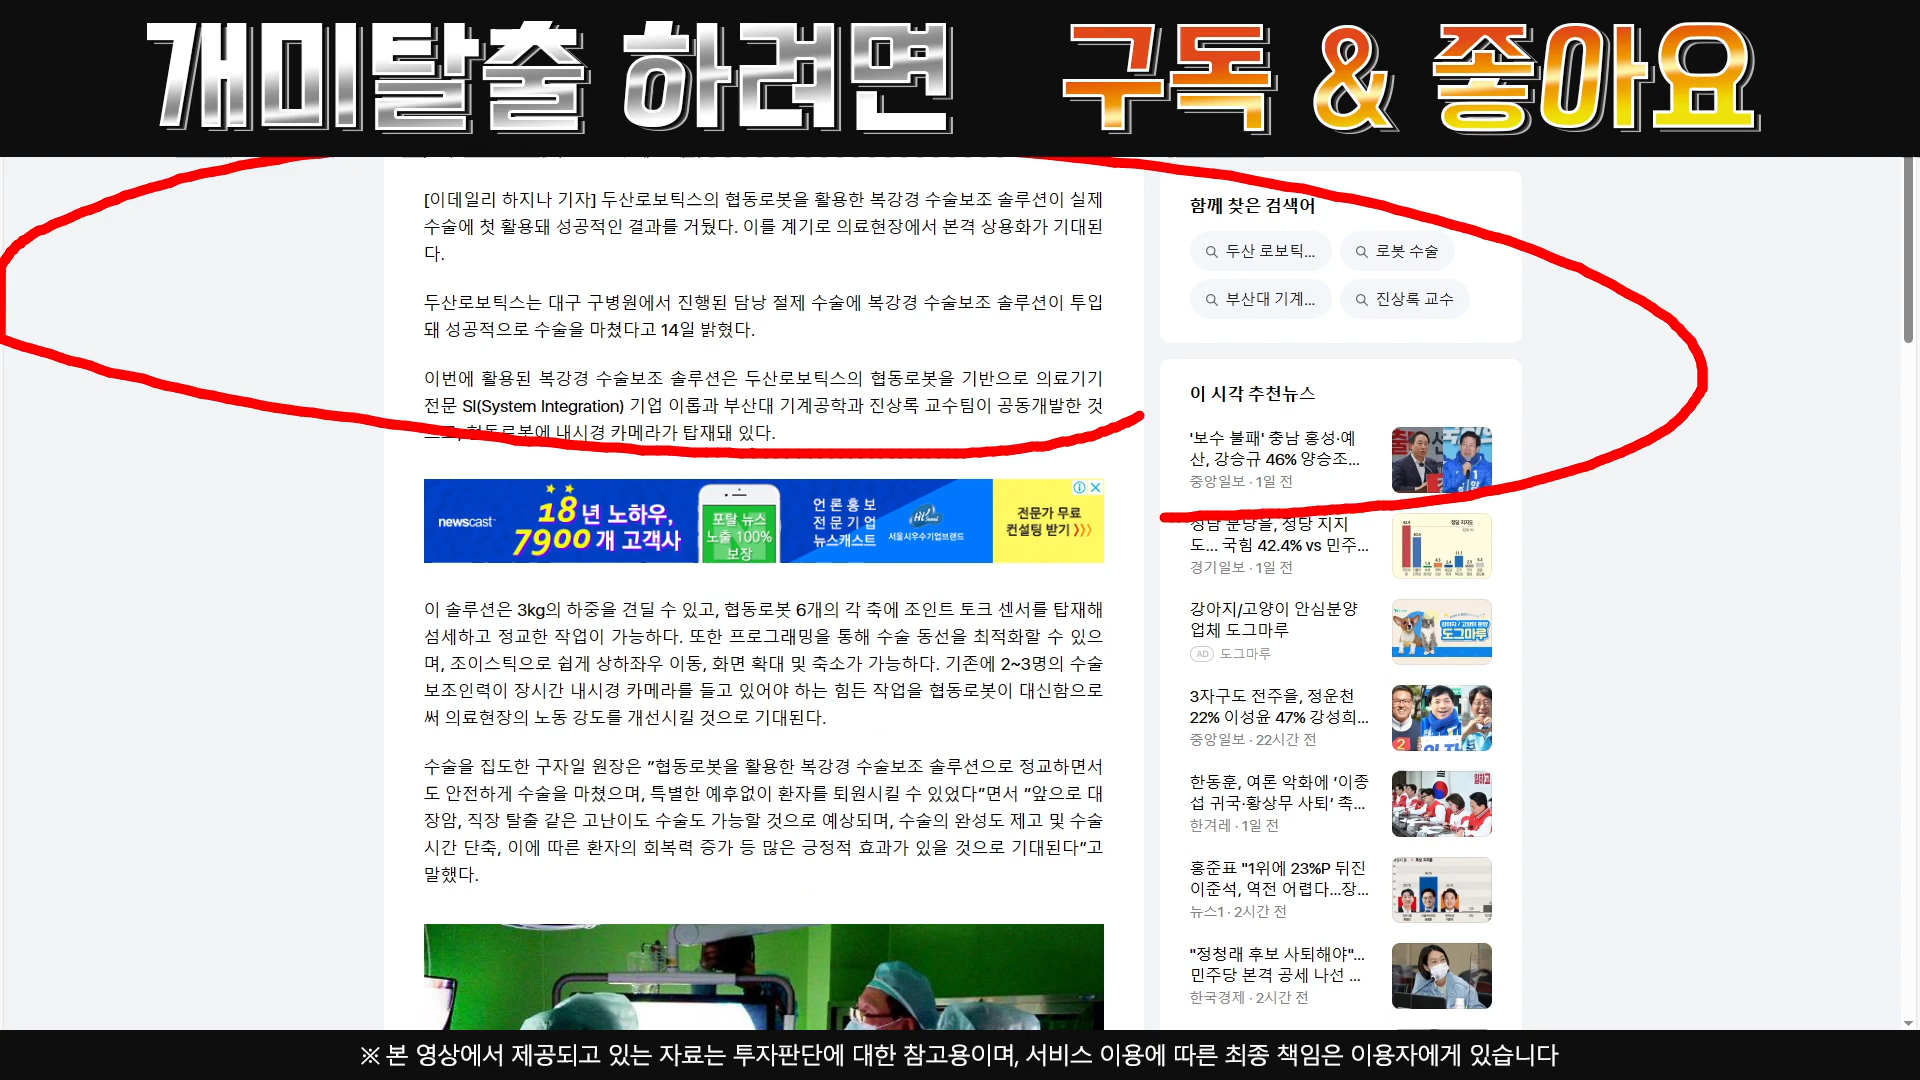 개미탈출 하려면 구독 & 좋아요
[이데일리 하지나 기자] 두산로보틱스의 협동로봇을 활용한 복강경 수술보조 솔루션이 실제
수술에 첫 활용돼 성공적인 결과를 거뒀다. 이를 계기로 의료현장에서 본격 상용화가 기대된
다.
두산로보틱스는 대구 구병원에서 진행된 담낭 절제 수술에 복강경 수술보조 솔루션이 투입
돼 성공적으로 수술을 마쳤다고 14일 밝혔다.
이번에 활용된 복강경 수술보조 솔루션은 두산로보틱스의 협동로봇을 기반으로 의료기기
전문 SI(System Integration) 기업 이롭과 부산대 기계공학과 진상록 교수팀이 공동개발한 것
으로, 협동로봇에 내시경 카메라가 탑재돼 있다.
newscast
18년 노하우,
7900개 고객사
포탈 뉴스
노출 100%
보장
언론홍보
전문기업
뉴스캐스트
Hi Seoul
서울시우수기업브랜드
전문가 무료
컨설팅 받기 》》
이 솔루션은 3kg의 하중을 견딜 수 있고, 협동로봇 6개의 각 축에 조인트 토크 센서를 탑재해
섬세하고 정교한 작업이 가능하다. 또한 프로그래밍을 통해 수술 동선을 최적화할 수 있으
며, 조이스틱으로 쉽게 상하좌우 이동, 화면 확대 및 축소가 가능하다. 기존에 2~3명의 수술
보조인력이 장시간 내시경 카메라를 들고 있어야 하는 힘든 작업을 협동로봇이 대신함으로
써 의료현장의 노동 강도를 개선시킬 것으로 기대된다.
수술을 집도한 구자일 원장은 “협동로봇을 활용한 복강경 수술보조 솔루션으로 정교하면서
도 안전하게 수술을 마쳤으며, 특별한 예후없이 환자를 퇴원시킬 수 있었다”면서 “앞으로 대
장암, 직장 탈출 같은 고난이도 수술도 가능할 것으로 예상되며, 수술의 완성도 제고 및 수술
시간 단축, 이에 따른 환자의 회복력 증가 등 많은 긍정적 효과가 있을 것으로 기대된다”고
말했다.
함께 찾은 검색어
두산 로보틱...
로봇 수술
부산대 기계...
진상록 교수
이 시각 추천뉴스
'보수 불패' 충남 홍성·예
산, 강승규 46% 양승조...
중앙일보 · 1일 전
성남 분당을, 정당 지지
도... 국힘 42.4% vs 민주...
경기일보 · 1일 전
강아지/고양이 안심분양
업체 도그마루
AD 도그마루
도그마루
3자구도 전주을, 정운천
22% 이성윤 47% 강성희...
중앙일보 · 22시간 전
한동훈, 여론 악화에 ‘이종
섭 귀국·황상무 사퇴’ 촉...
한겨레 · 1일 전
홍준표 "1위에 23%P 뒤진
이준석, 역전 어렵다...장...
뉴스1 · 2시간 전
"정청래 후보 사퇴해야"...
민주당 본격 공세 나선 ...
한국경제 · 2시간 전
※ 본 영상에서 제공되고 있는 자료는 투자판단에 대한 참고용이며, 서비스 이용에 따른 최종 책임은 이용자에게 있습니다